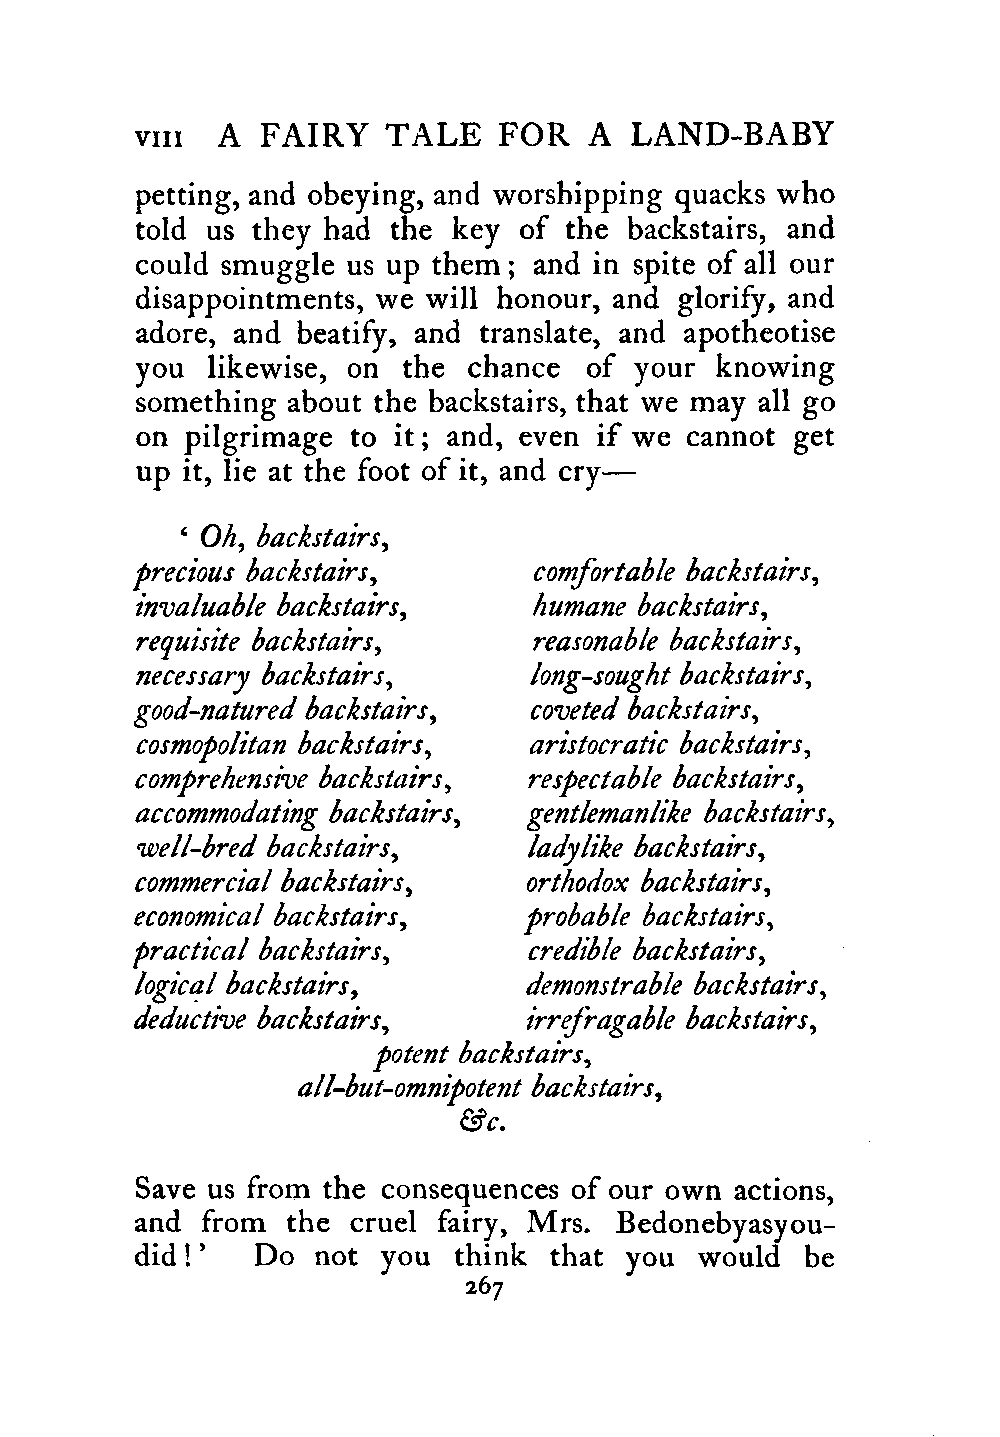 VIII A FAIRY TALE FOR A LAND-BABY
petting, and obeying, and worshipping quacks who
told us they had the key of the backstairs, and
could smuggle us up them; and in spite of all our
disappointments, we will honour, and glorify, and
adore, and beatify, and translate, and apotheotise
you likewise, on the chance of your knowing
something about the backstairs, that we may all go
on pilgrimage to it; and, even if we cannot get
up it, lie at the foot of it, and cry—
‘Oh, backstairs,
precious backstairs,
invaluable backstairs,
requisite backstairs,
necessary backstairs,
good-natured backstairs,
cosmopolitan backstairs,
comprehensive backstairs,
accommodating backstairs,
well-bred backstairs,
commercial backstairs,
economical backstairs,
practical backstairs,
logical backstairs,
deductive backstairs,
comfortable backstairs,
humane backstairs,
reasonable backstairs,
long-sought backstairs,
coveted backstairs,
aristocratic backstairs,
respectable backstairs,
gentlemanlike backstairs,
ladylike backstairs,
orthodox backstairs,
probable backstairs,
credible backstairs,
demonstrable backstairs,
irrefragable backstairs,
potent backstairs,
all-but-omnipotent backstairs,
&c.
Save us from the consequences of our own actions,
and from the cruel fairy, Mrs. Bedonebyasyou-
did!’ Do not you think that you would be
267